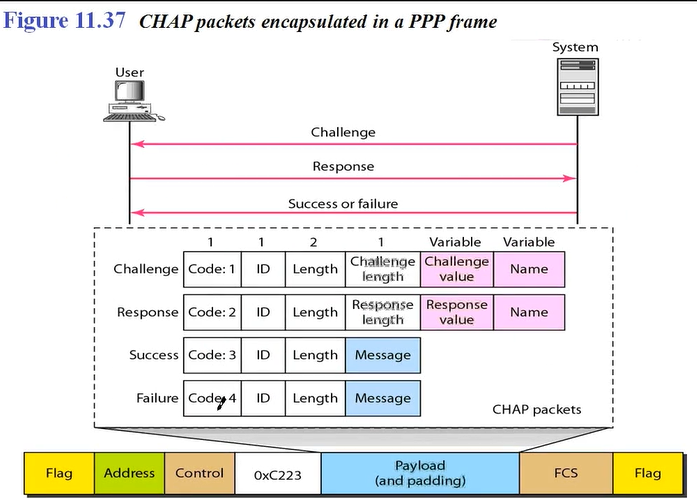 Figure 11.37 CHAP packets encapsulated in a PPP frame
System
User
Challenge
Response
Success or failure
1 1 2 1 Variable Variable
Challenge Code: 1 ID Length Challenge length Challenge value Name
Response Code: 2 ID Length Response length Response value Name
Success Code: 3 ID Length Message
Failure Code: 4 ID Length Message
CHAP packets
Flag Address Control 0xC223 Payload (and padding) FCS Flag